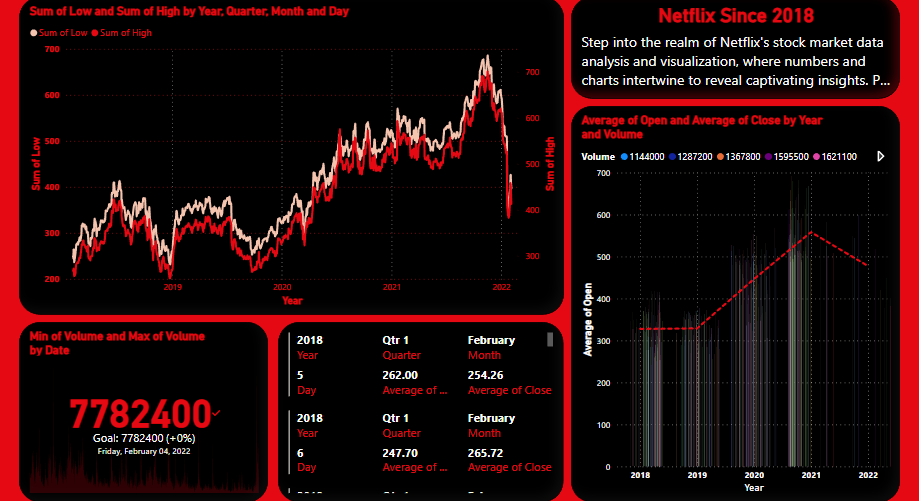 Sum of Low and Sum of High by Year, Quarter, Month and Day
Sum of Low Sum of High
700
600
500
400
300
200
Sum of Low
700
600
500
400
300
Sum of High
2019 2020 2021 2022
Year
Netflix Since 2018
Step into the realm of Netflix's stock market data
analysis and visualization, where numbers and
charts intertwine to reveal captivating insights. P...
Average of Open and Average of Close by Year
and Volume
Volume 1144000 1287200 1367800 1595500 1621100
700
600
500
400
300
200
100
0
Average of Open
2018 2019 2020 2021 2022
Year
Min of Volume and Max of Volume
by Date
7782400
Goal: 7782400 (+0%)
Friday, February 04, 2022
2018 Qtr 1 February
Year Quarter Month
5 262.00 254.26
Day Average of ... Average of Close
2018 Qtr 1 February
Year Quarter Month
6 247.70 265.72
Day Average of ... Average of Close